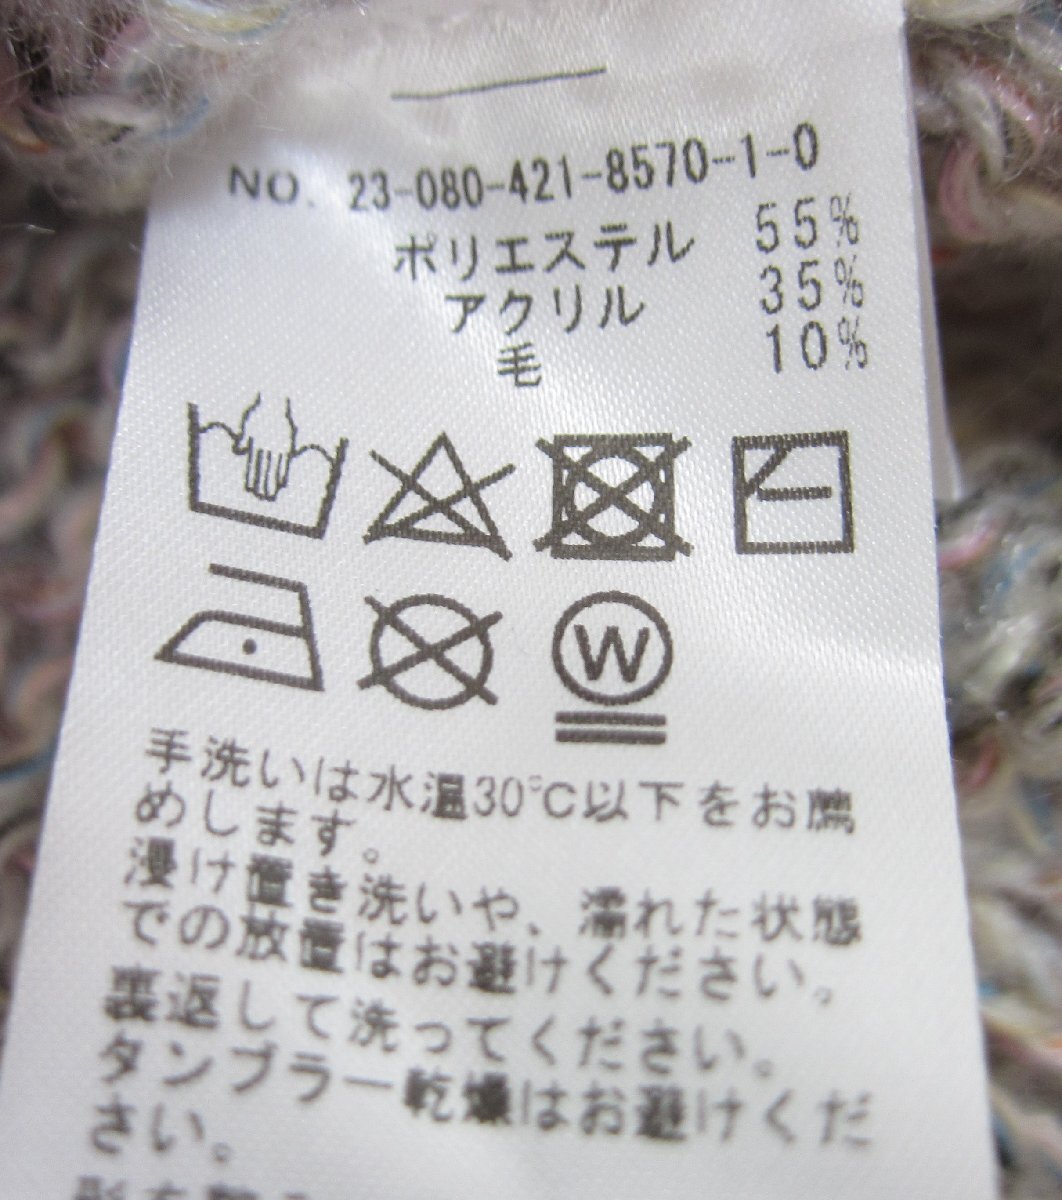 NO. 23-080-421-8570-1-0
ポリエステル 55%
アクリル 35%
毛 10%
W
手洗いは水温30℃以下をお薦
めします。
浸け置き洗いや、濡れた状態
での放置はお避けください。
裏返して洗ってください。
タンブラー乾燥はお避けくだ
さい。